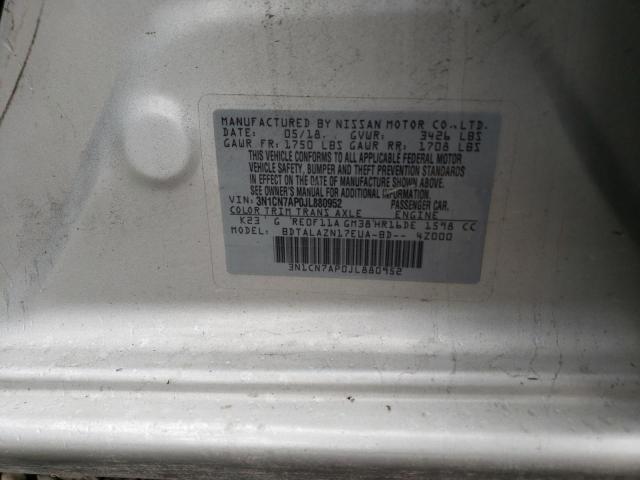 MANUFACTURED BY NISSAN MOTOR CO.,LTD.
DATE: 05/18 GVWR: 3426 LBS
GAWR FR: 1750 LBS GAWR RR: 1708 LBS
THIS VEHICLE CONFORMS TO ALL APPLICABLE FEDERAL MOTOR
VEHICLE SAFETY, BUMPER AND THEFT PREVENTION STANDARDS
IN EFFECT ON THE DATE OF MANUFACTURE SHOWN ABOVE.
SEE OWNER'S MANUAL FOR ADDITIONAL INFORMATION.
VIN: 3N1CN7AP0JL880952 PASSENGER CAR.
COLOR TRIM TRANS AXLE ENGINE
K23 G RE0F11A GM38 HR16DE 1598 CC
MODEL: BDTALAZN17EUA-BD-- 4Z000
3N1CN7AP0JL880952